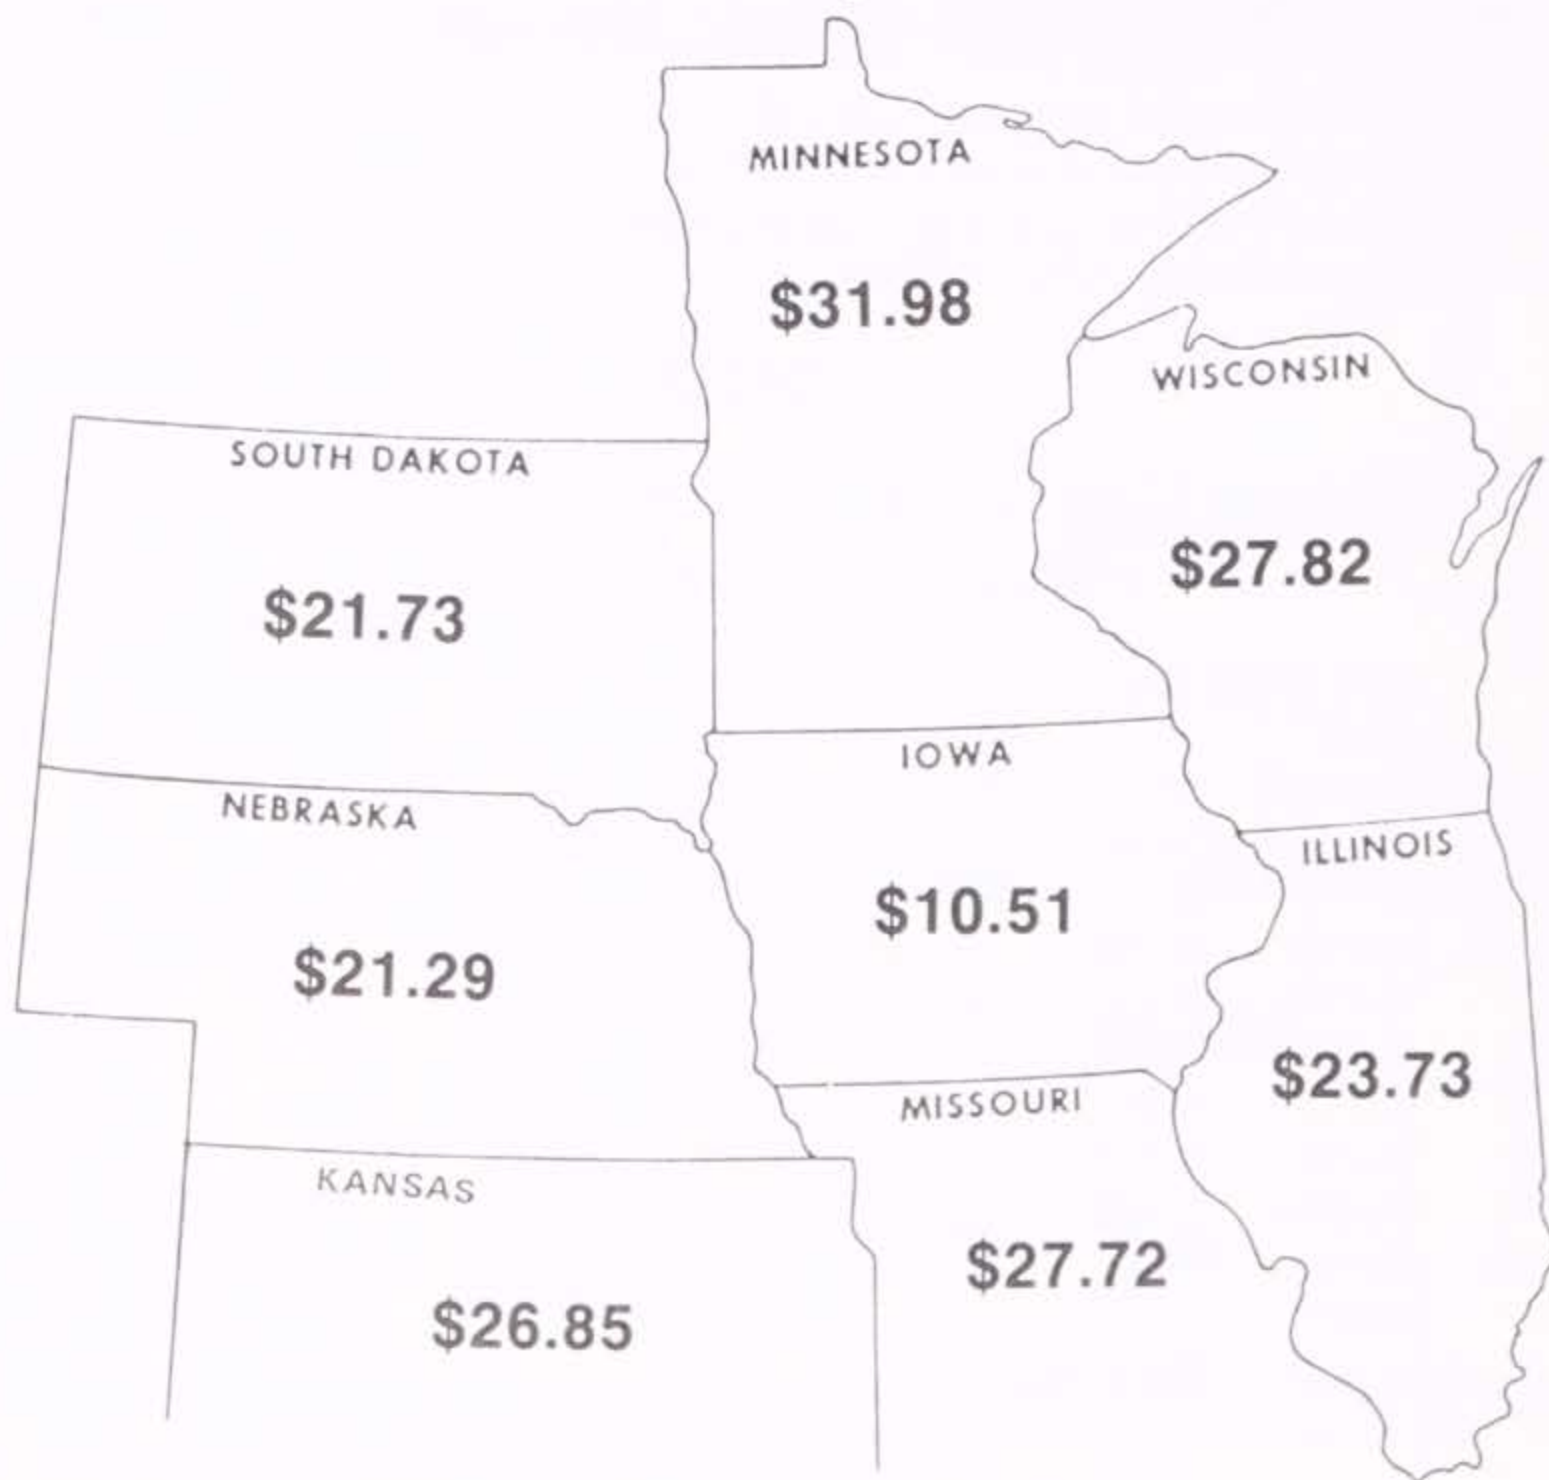 MINNESOTA
$31.98
WISCONSIN
$27.82
SOUTH DAKOTA
$21.73
IOWA
$10.51
NEBRASKA
$21.29
ILLINOIS
$23.73
MISSOURI
$27.72
KANSAS
$26.85